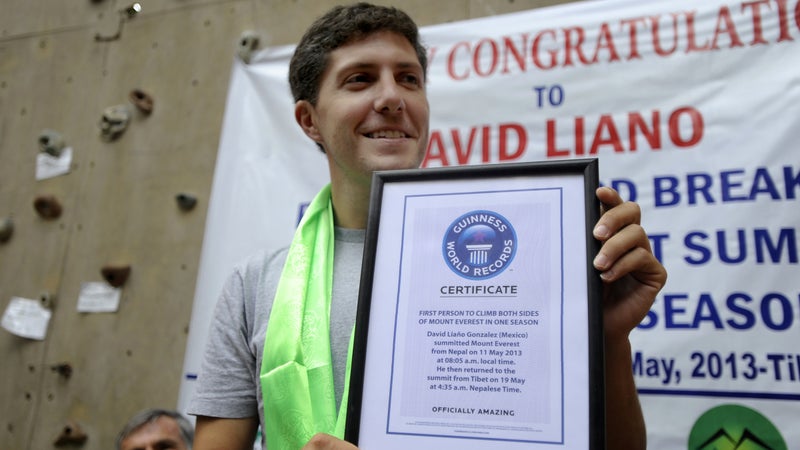 Y CONGRATULATIO
TO
DAVID LIANO
D BREAK
T SUM
SEASON
May, 2013-Tib
GUINNESS
WORLD RECORDS
CERTIFICATE
FIRST PERSON TO CLIMB BOTH SIDES
OF MOUNT EVEREST IN ONE SEASON
David Liaño Gonzalez (Mexico)
summitted Mount Everest
from Nepal on 11 May 2013
at 08:05 a.m. local time.
He then returned to the
summit from Tibet on 19 May
at 4:35 a.m. Nepalese Time.
OFFICIALLY AMAZING